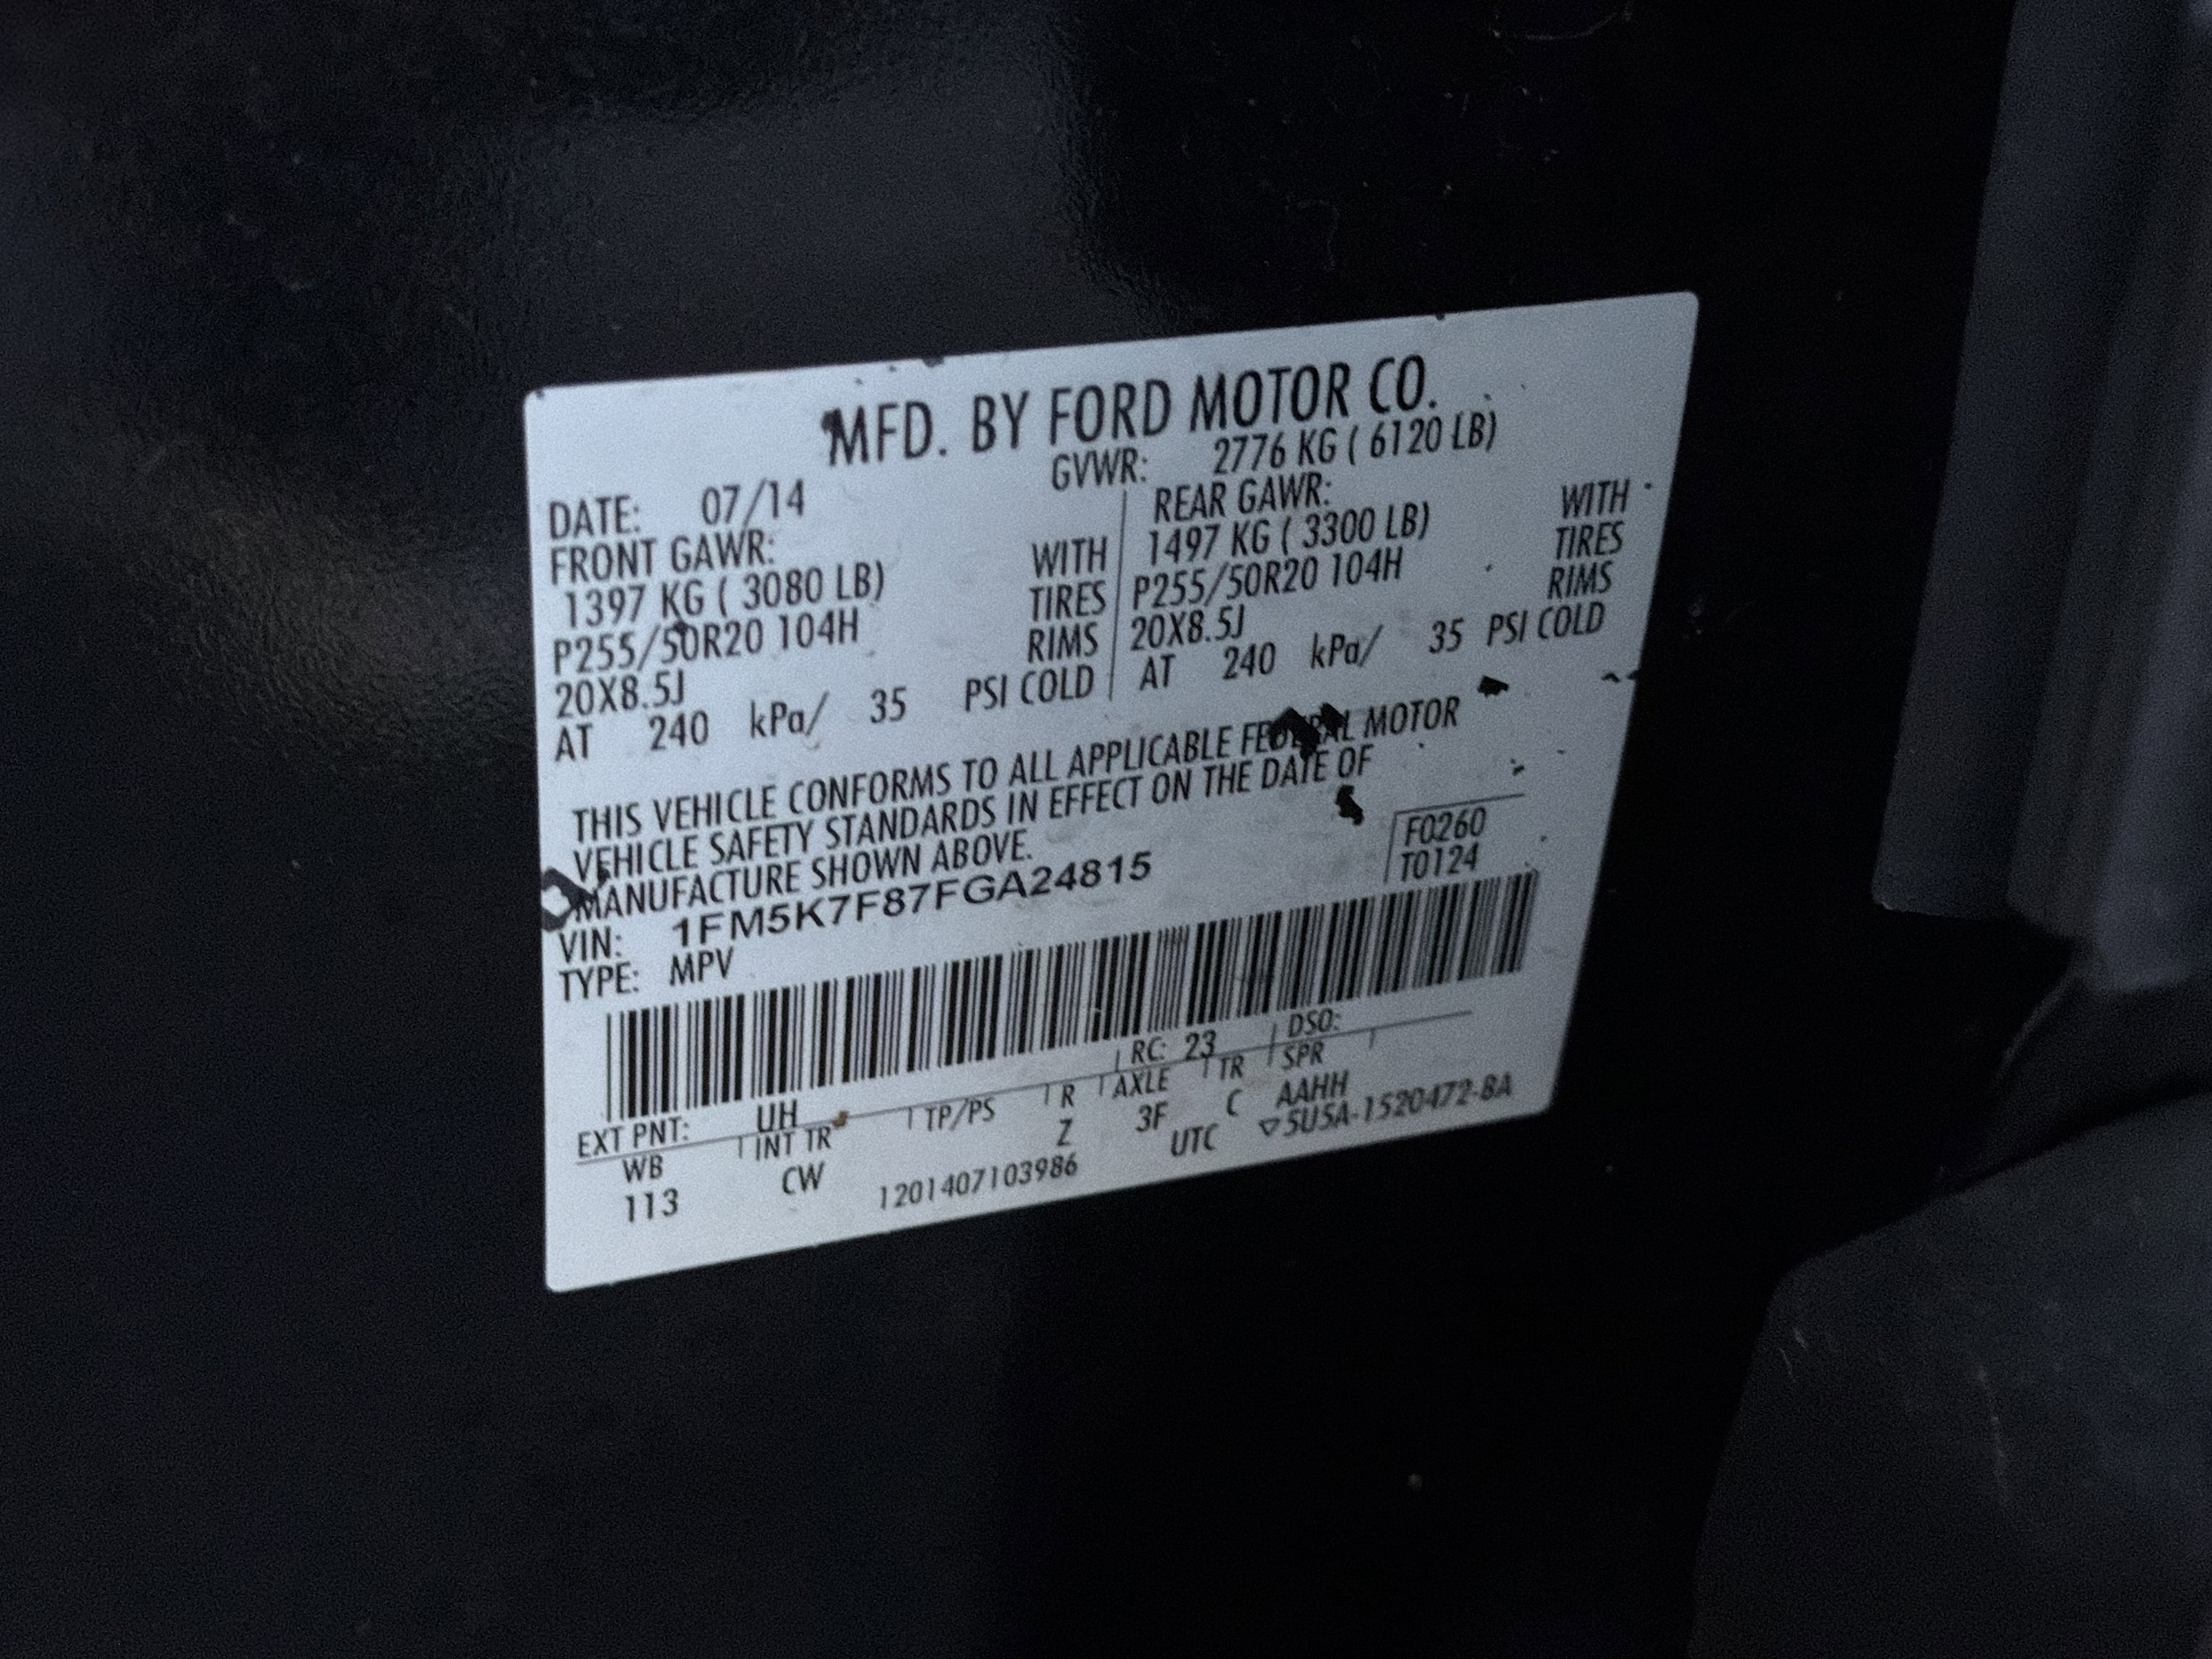 MFD. BY FORD MOTOR CO.
DATE: 07/14 GVWR: 2776 KG ( 6120 LB)
FRONT GAWR: REAR GAWR:
1397 KG ( 3080 LB) WITH 1497 KG ( 3300 LB) WITH
P255/50R20 104H TIRES P255/50R20 104H TIRES
20X8.5J RIMS 20X8.5J RIMS
AT 240 kPa/ 35 PSI COLD AT 240 kPa/ 35 PSI COLD
THIS VEHICLE CONFORMS TO ALL APPLICABLE FEDERAL MOTOR
VEHICLE SAFETY STANDARDS IN EFFECT ON THE DATE OF
MANUFACTURE SHOWN ABOVE.
F0260
VIN: 1FM5K7F87FGA24815 T0124
TYPE: MPV
EXT PNT: UH RC: 23 DSO:
WB INT TR TP/PS R AXLE TR SPR
113 CW Z 3F C AAHH
1201407103986 UTC ▽5U5A-1520472-BA